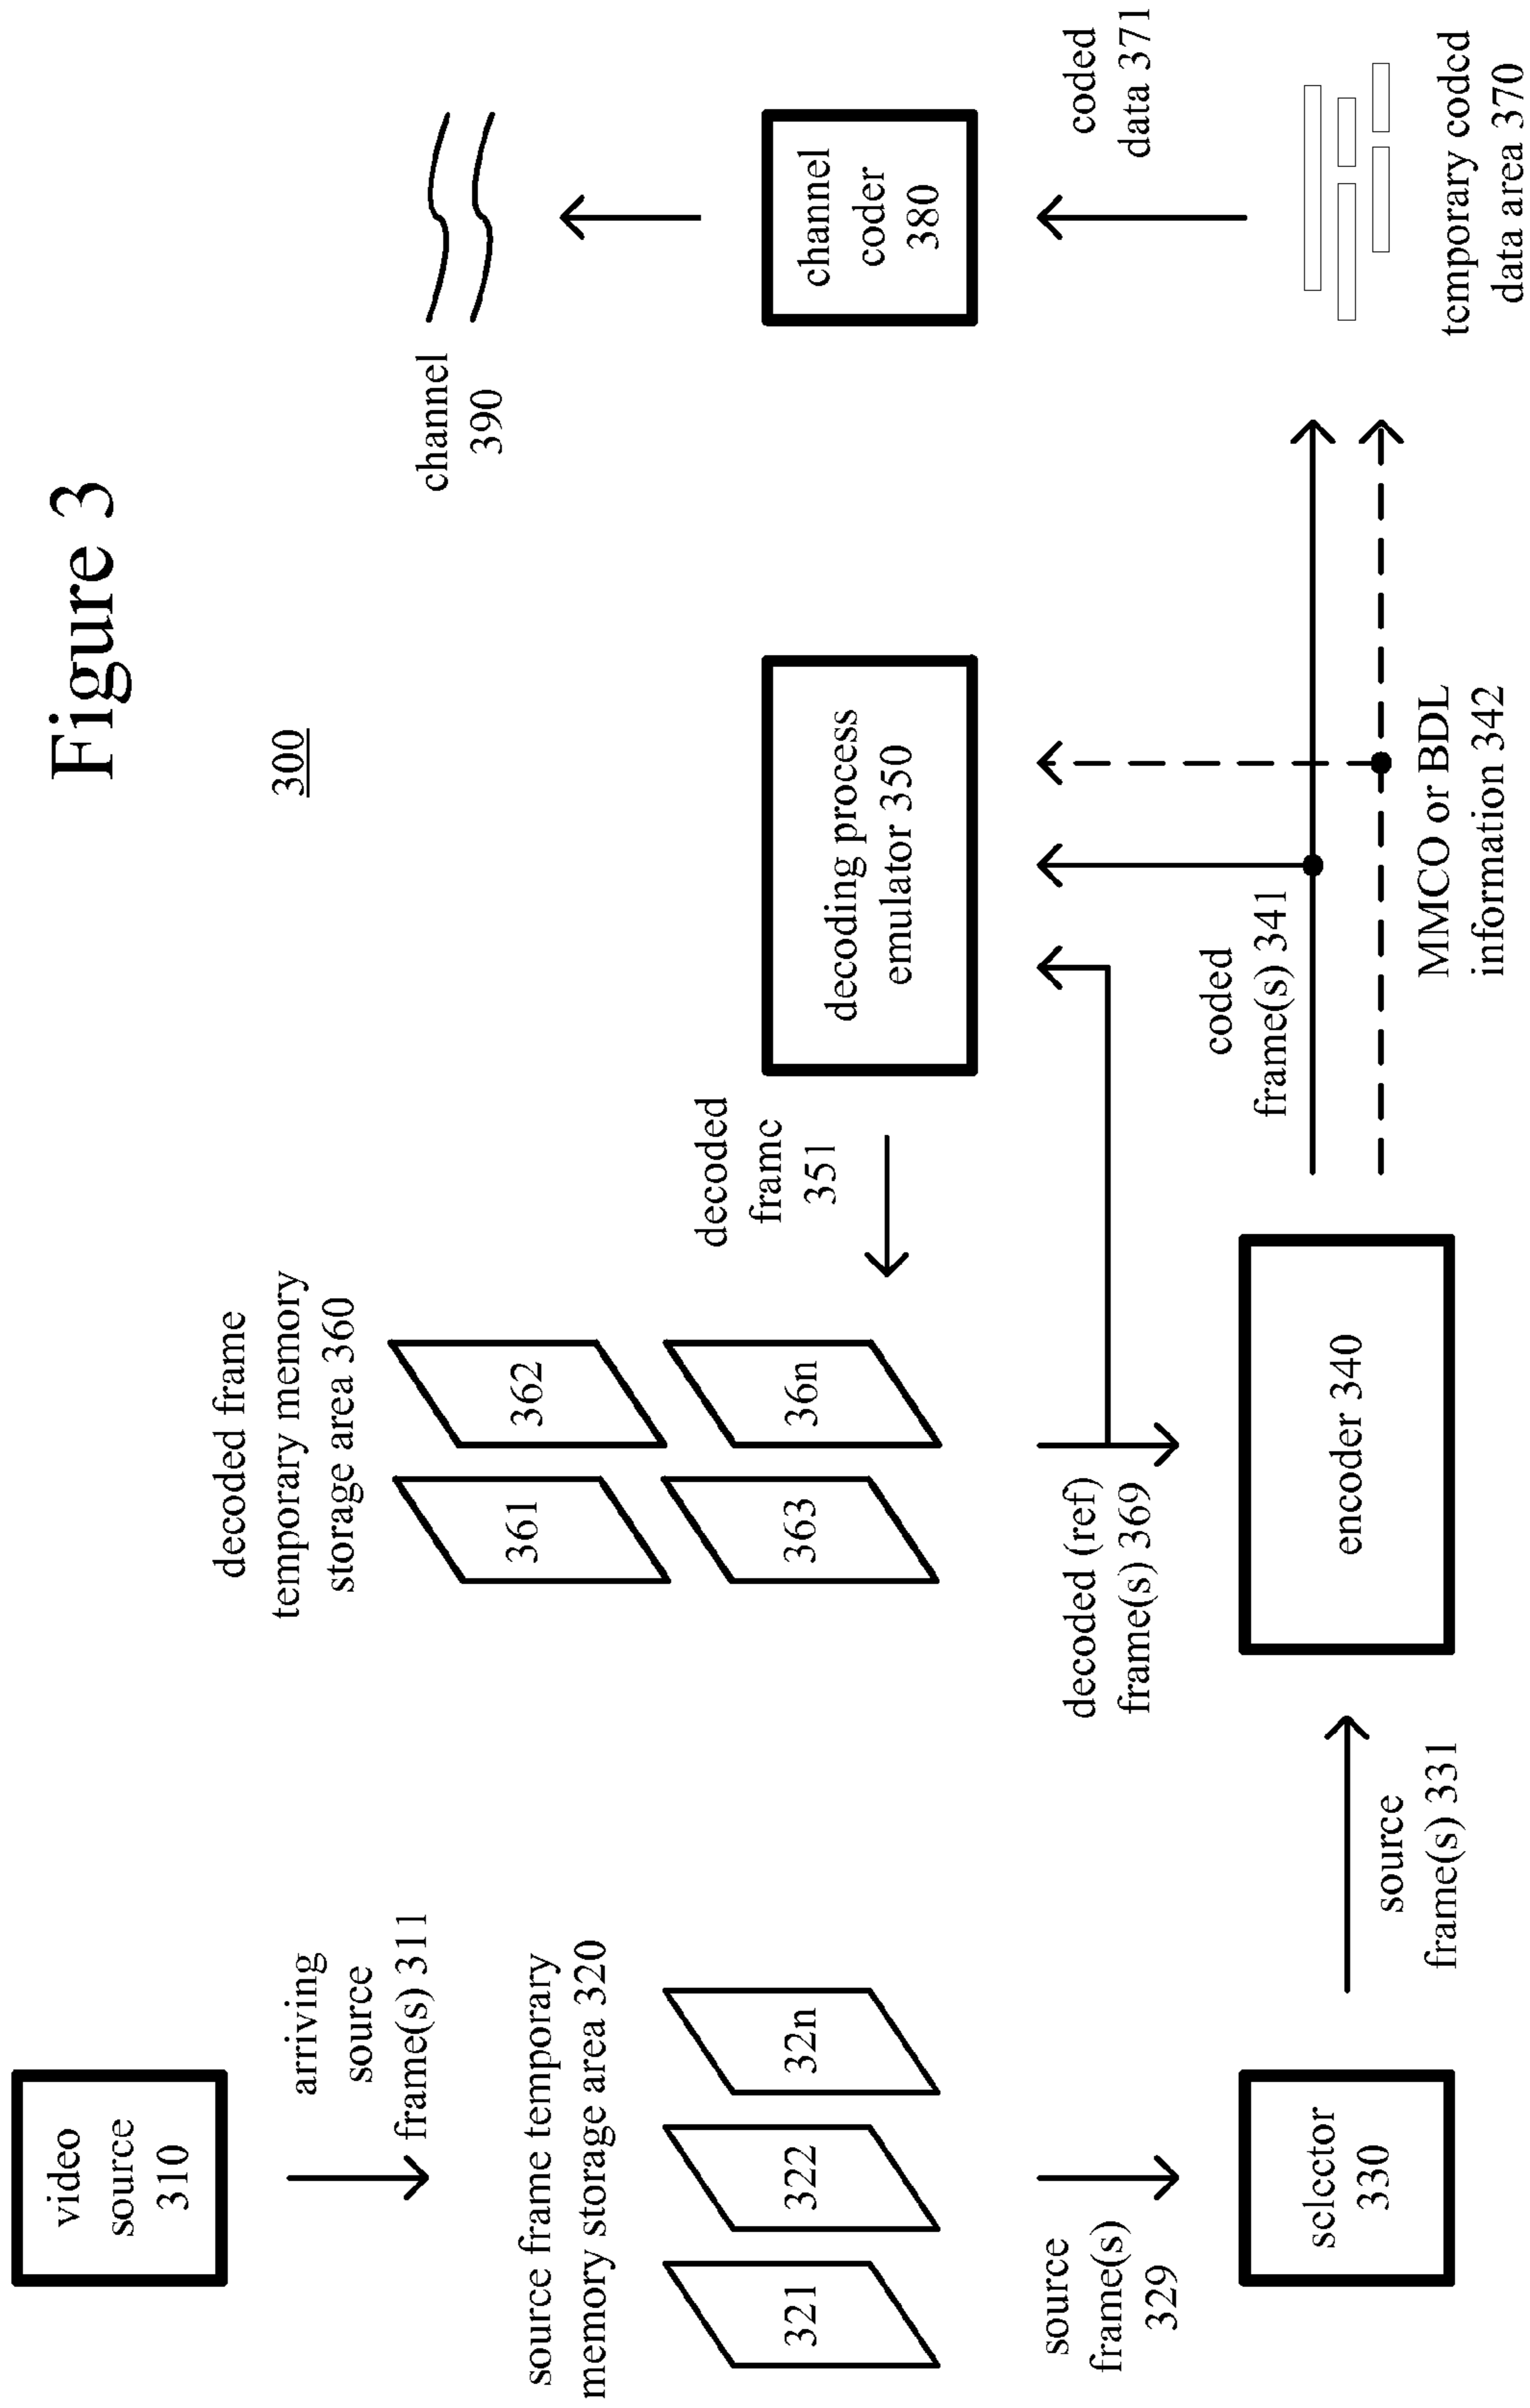 Figure 3
300
video
source
310
arriving
source
frame(s) 311
source frame temporary
memory storage area 320
321
322
32n
source
frame(s)
329
selector
330
source
frame(s) 331
decoded frame
temporary memory
storage area 360
361
362
363
36n
decoded (ref)
frame(s) 369
encoder 340
decoded
frame
351
decoding process
emulator 350
coded
frame(s) 341
MMCO or BDL
information 342
channel
390
channel
coder
380
coded
data 371
temporary coded
data area 370